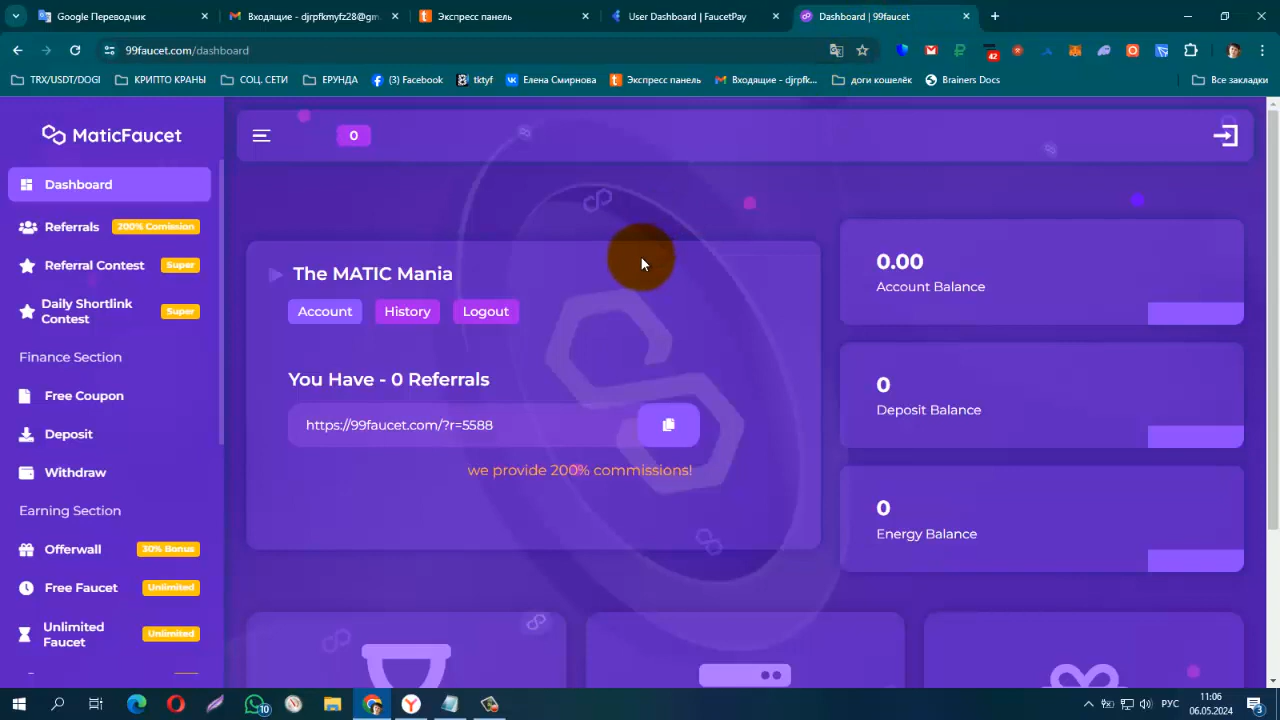 Google Переводчик
Входящие - djrpfkmyfz28@gm
Экспресс панель
User Dashboard | FaucetPay
Dashboard | 99faucet
99faucet.com/dashboard
42
TRX/USDT/DOGI
КРИПТО КРАНЫ
СОЦ. СЕТИ
ЕРУНДА
(3) Facebook
tktyf
Елена Смирнова
Экспресс панель
Входящие - djrpfk...
доги кошелёк
Brainers Docs
Все закладки
MaticFaucet
0
Dashboard
Referrals
200% Comission
Referral Contest
Super
Daily Shortlink
Contest
Super
Finance Section
Free Coupon
Deposit
Withdraw
Earning Section
Offerwall
30% Bonus
Free Faucet
Unlimited
Unlimited
Faucet
Unlimited
The MATIC Mania
Account
History
Logout
You Have - 0 Referrals
https://99faucet.com/?r=5588
we provide 200% commissions!
0.00
Account Balance
0
Deposit Balance
0
Energy Balance
10
РУС
11:06
06.05.2024
3